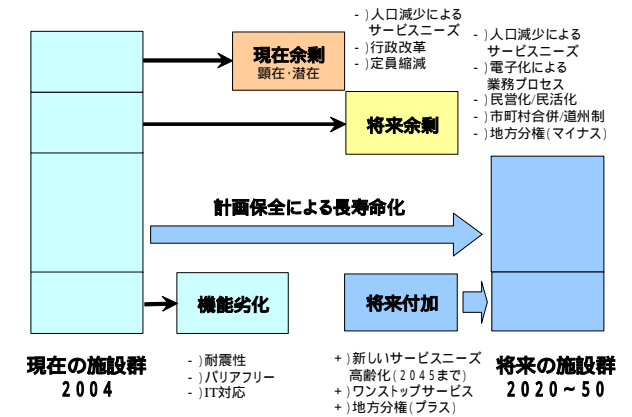 現在余剰
顕在・潜在
-)人口減少による
サービスニーズ
-)行政改革
-)定員縮減
-)人口減少による
サービスニーズ
-)電子化による
業務プロセス
-)民営化/民活化
-)市町村合併/道州制
-)地方分権(マイナス)
将来余剰
計画保全による長寿命化
機能劣化
将来付加
現在の施設群
2004
-)耐震性
-)バリアフリー
-)IT対応
+)新しいサービスニーズ
高齢化(2045まで)
+)ワンストップサービス
+)地方分権(プラス)
将来の施設群
2020~50